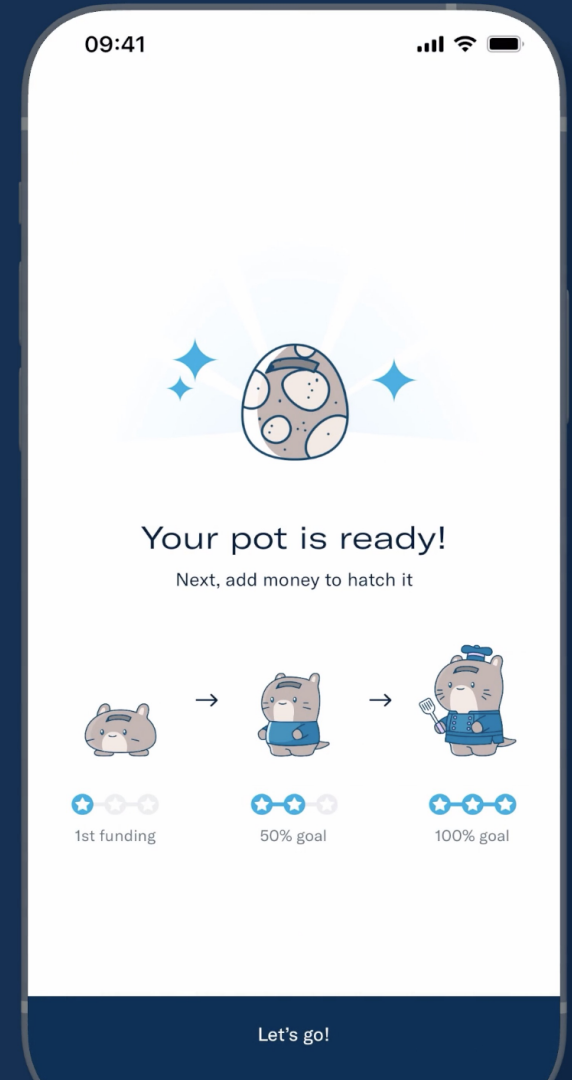 09:41
Your pot is ready!
Next, add money to hatch it
1st funding
50% goal
100% goal
Let's go!